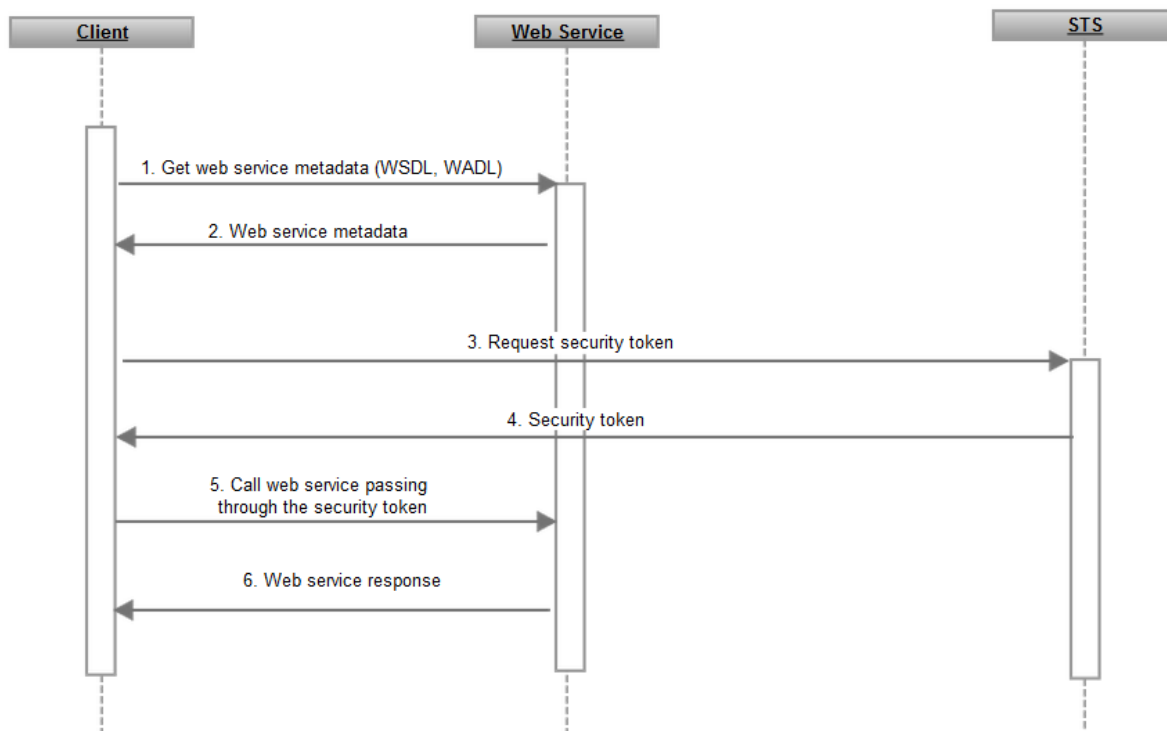 Client
Web Service
STS
1. Get web service metadata (WSDL, WADL)
2. Web service metadata
3. Request security token
4. Security token
5. Call web service passing
through the security token
6. Web service response